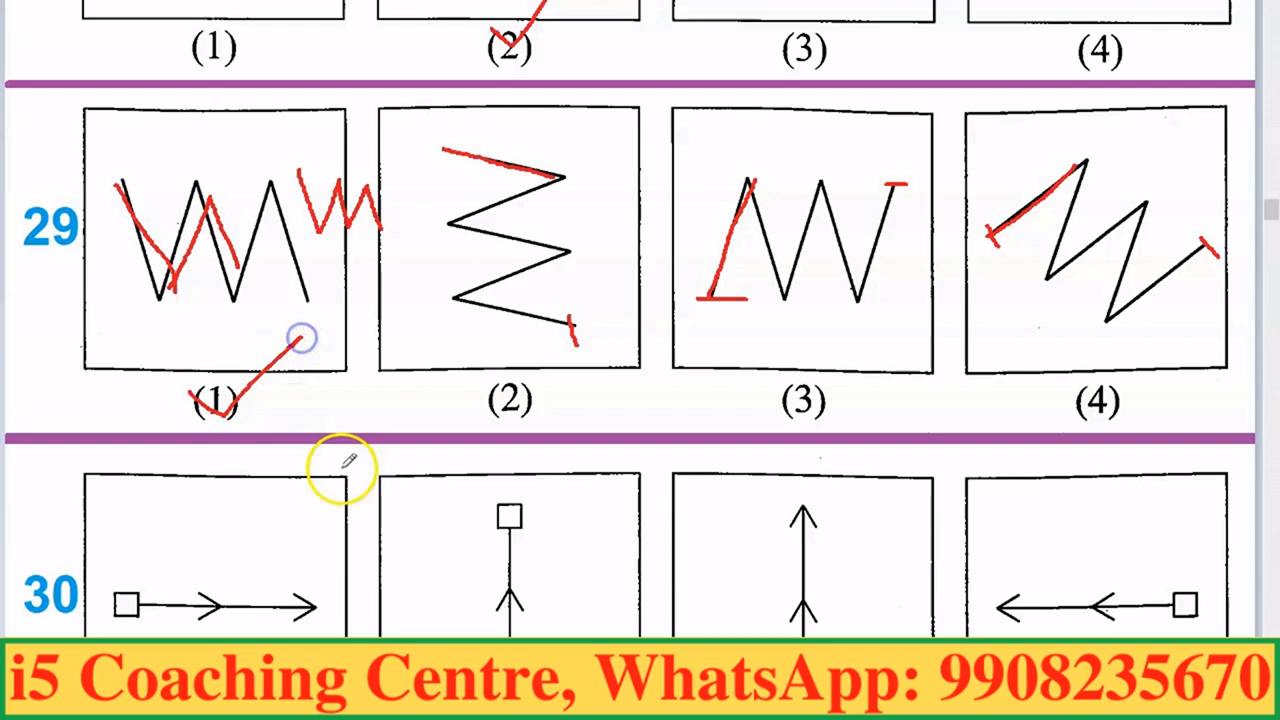 (1) (2) (3) (4)
29
(1) (2) (3) (4)
30
i5 Coaching Centre, WhatsApp: 9908235670